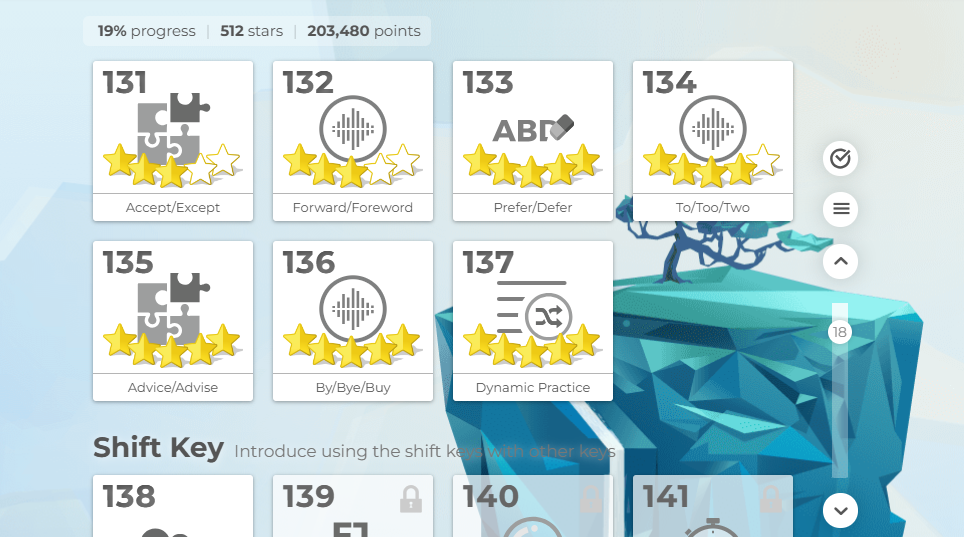 19% progress | 512 stars | 203,480 points
131 132 133 134
ABD
Accept/Except Forward/Foreword Prefer/Defer To/Too/Two
135 136 137
18
Advice/Advise By/Bye/Buy Dynamic Practice
Shift Key Introduce using the shift keys with other keys
138 139 140 141